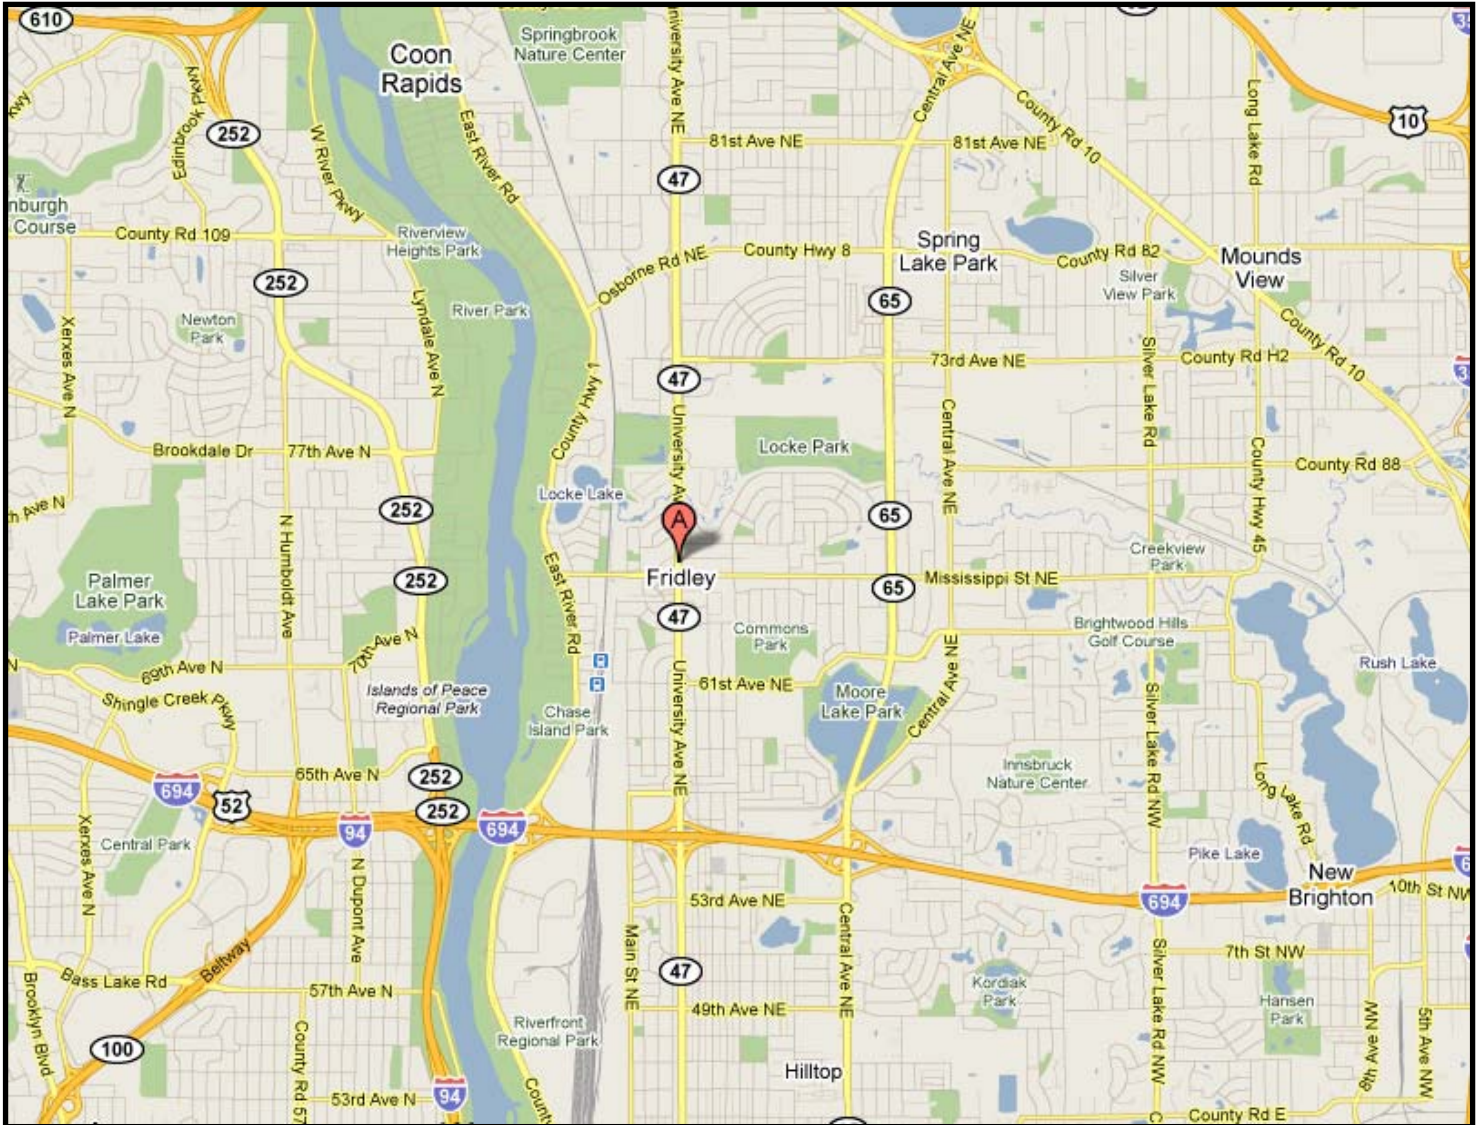 610
Coon
Rapids
Springbrook
Nature Center
Central Ave NE
County Rd 10
10
Edinbrook Pkwy
252
W River Pkwy
East River Rd
University Ave NE
81st Ave NE
81st Ave NE
Long Lake Rd
47
nburgh
Course
County Rd 109
Riverview
Heights Park
Osborne Rd NE
County Hwy 8
Spring
Lake Park
County Rd 82
Silver
View Park
Mounds
View
252
65
River Park
Newton
Park
Lyndale Ave N
Xerxes Ave N
County Rd 10
73rd Ave NE
County Rd H2
47
Silver Lake Rd
County Hwy 1
University Av
Central Ave NE
Brookdale Dr
77th Ave N
Locke Park
County Rd 88
County Hwy 45
Locke Lake
h Ave N
252
A
65
N Humboldt Ave
East River Rd
Creekview
Park
Palmer
Lake Park
Palmer Lake
252
Fridley
65
Mississippi St NE
47
Commons
Park
Brightwood Hills
Golf Course
Rush Lake
N
69th Ave N
70th Ave N
Shingle Creek Pkwy
Islands of Peace
Regional Park
Chase
Island Park
University Ave NE
61st Ave NE
Moore
Lake Park
Central Ave NE
Silver Lake Rd NW
Innsbruck
Nature Center
Long Lake Rd
694
52
65th Ave N
252
252
94
694
Central Park
Xerxes Ave N
N Dupont Ave
Pike Lake
New
Brighton
10th St NW
694
53rd Ave NE
Main St NE
Central Ave NE
Silver Lake Rd NW
7th St NW
Beltway
Bass Lake Rd
57th Ave N
47
49th Ave NE
Kordiak
Park
Hansen
Park
8th Ave NW
5th Ave NW
Brooklyn Blvd
100
County Rd 57
Riverfront
Regional Park
Hilltop
53rd Ave N
94
County
County Rd E